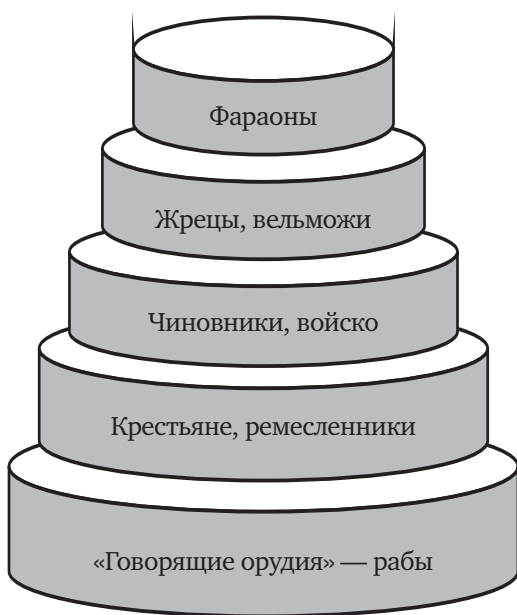 Фараоны
Жрецы, вельможи
Чиновники, войско
Крестьяне, ремесленники
«Говорящие орудия» — рабы